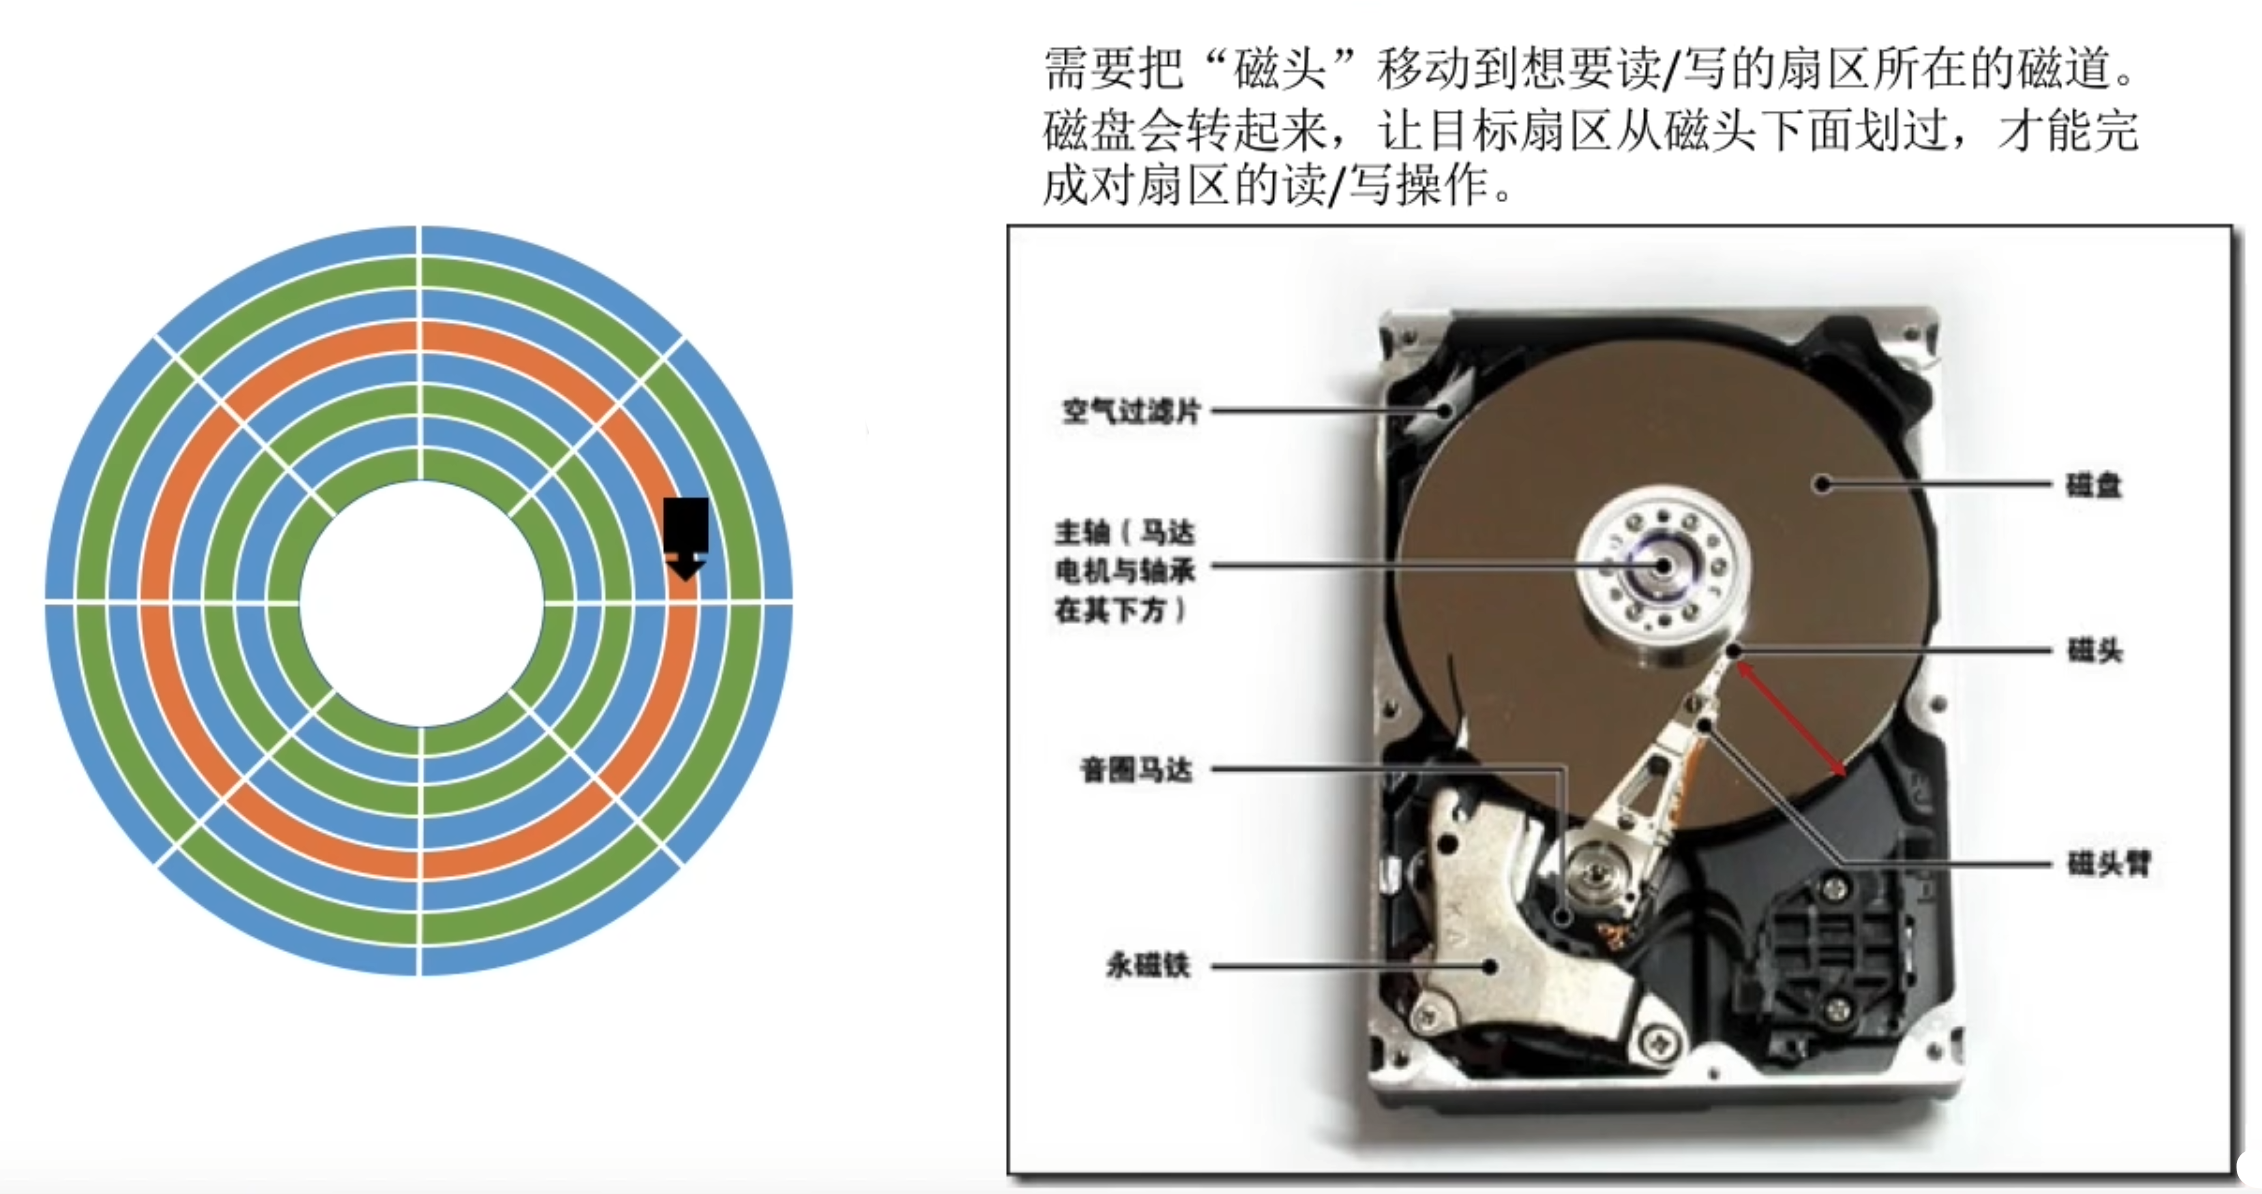 需要把“磁头”移动到想要读/写的扇区所在的磁道。
磁盘会转起来，让目标扇区从磁头下面划过，才能完
成对扇区的读/写操作。
空气过滤片
主轴（马达
电机与轴承
在其下方）
音圈马达
永磁铁
磁盘
磁头
磁头臂
KA